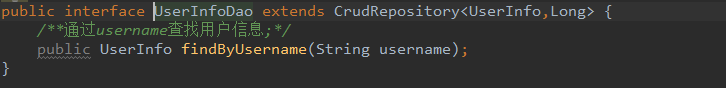 public interface UserInfoDao extends CrudRepository<UserInfo,Long> {
/**通过username查找用户信息;*/
public UserInfo findByUsername(String username);
}